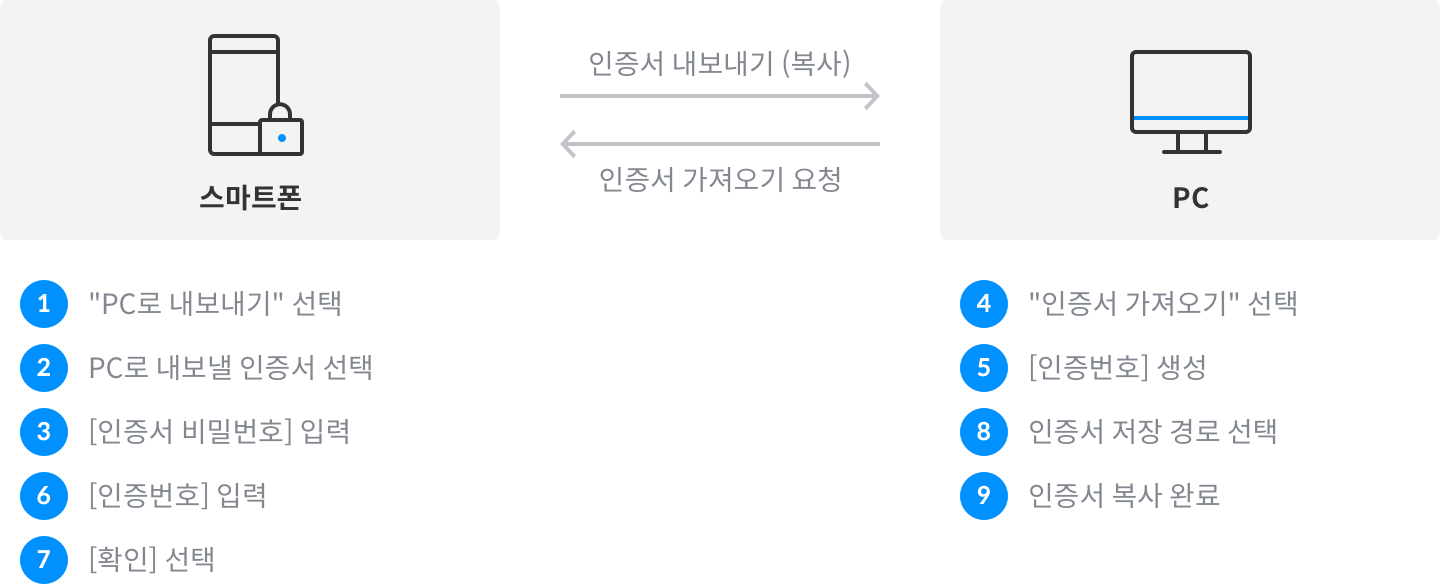 인증서 내보내기 (복사)
인증서 가져오기 요청
스마트폰
PC
1 "PC로 내보내기" 선택
2 PC로 내보낼 인증서 선택
3 [인증서 비밀번호] 입력
6 [인증번호] 입력
7 [확인] 선택
4 "인증서 가져오기" 선택
5 [인증번호] 생성
8 인증서 저장 경로 선택
9 인증서 복사 완료